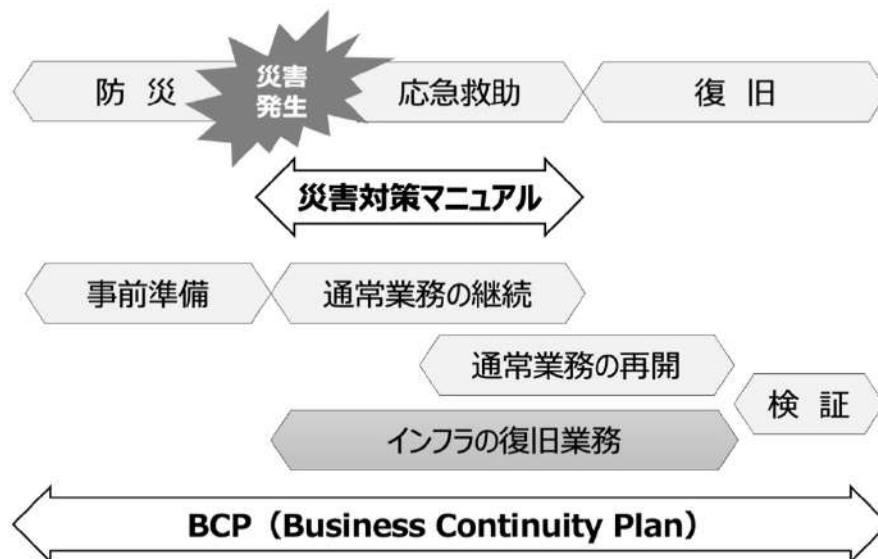 防 災
災害
発生
応急救助
復 旧
災害対策マニュアル
事前準備
通常業務の継続
通常業務の再開
検 証
インフラの復旧業務
BCP（Business Continuity Plan）